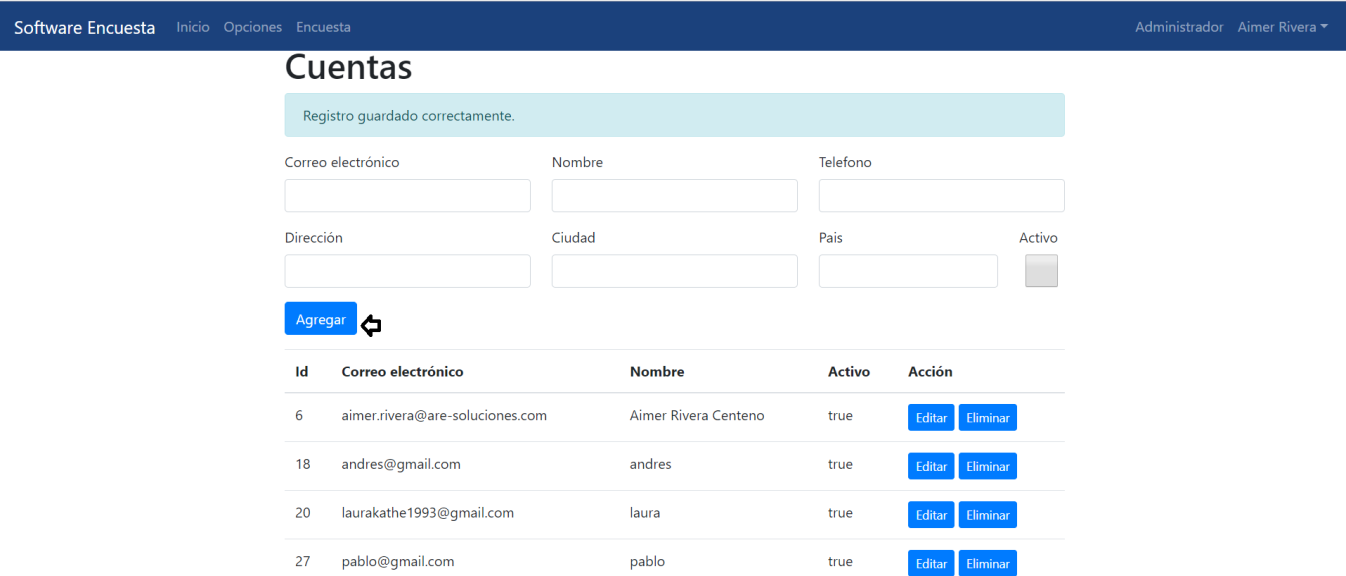 Software Encuesta Inicio Opciones Encuesta Administrador Aimer Rivera
Cuentas
Registro guardado correctamente.
Correo electrónico Nombre Telefono
Dirección Ciudad Pais Activo
Agregar
Id Correo electrónico Nombre Activo Acción
6 aimer.rivera@are-soluciones.com Aimer Rivera Centeno true Editar Eliminar
18 andres@gmail.com andres true Editar Eliminar
20 laurakathe1993@gmail.com laura true Editar Eliminar
27 pablo@gmail.com pablo true Editar Eliminar